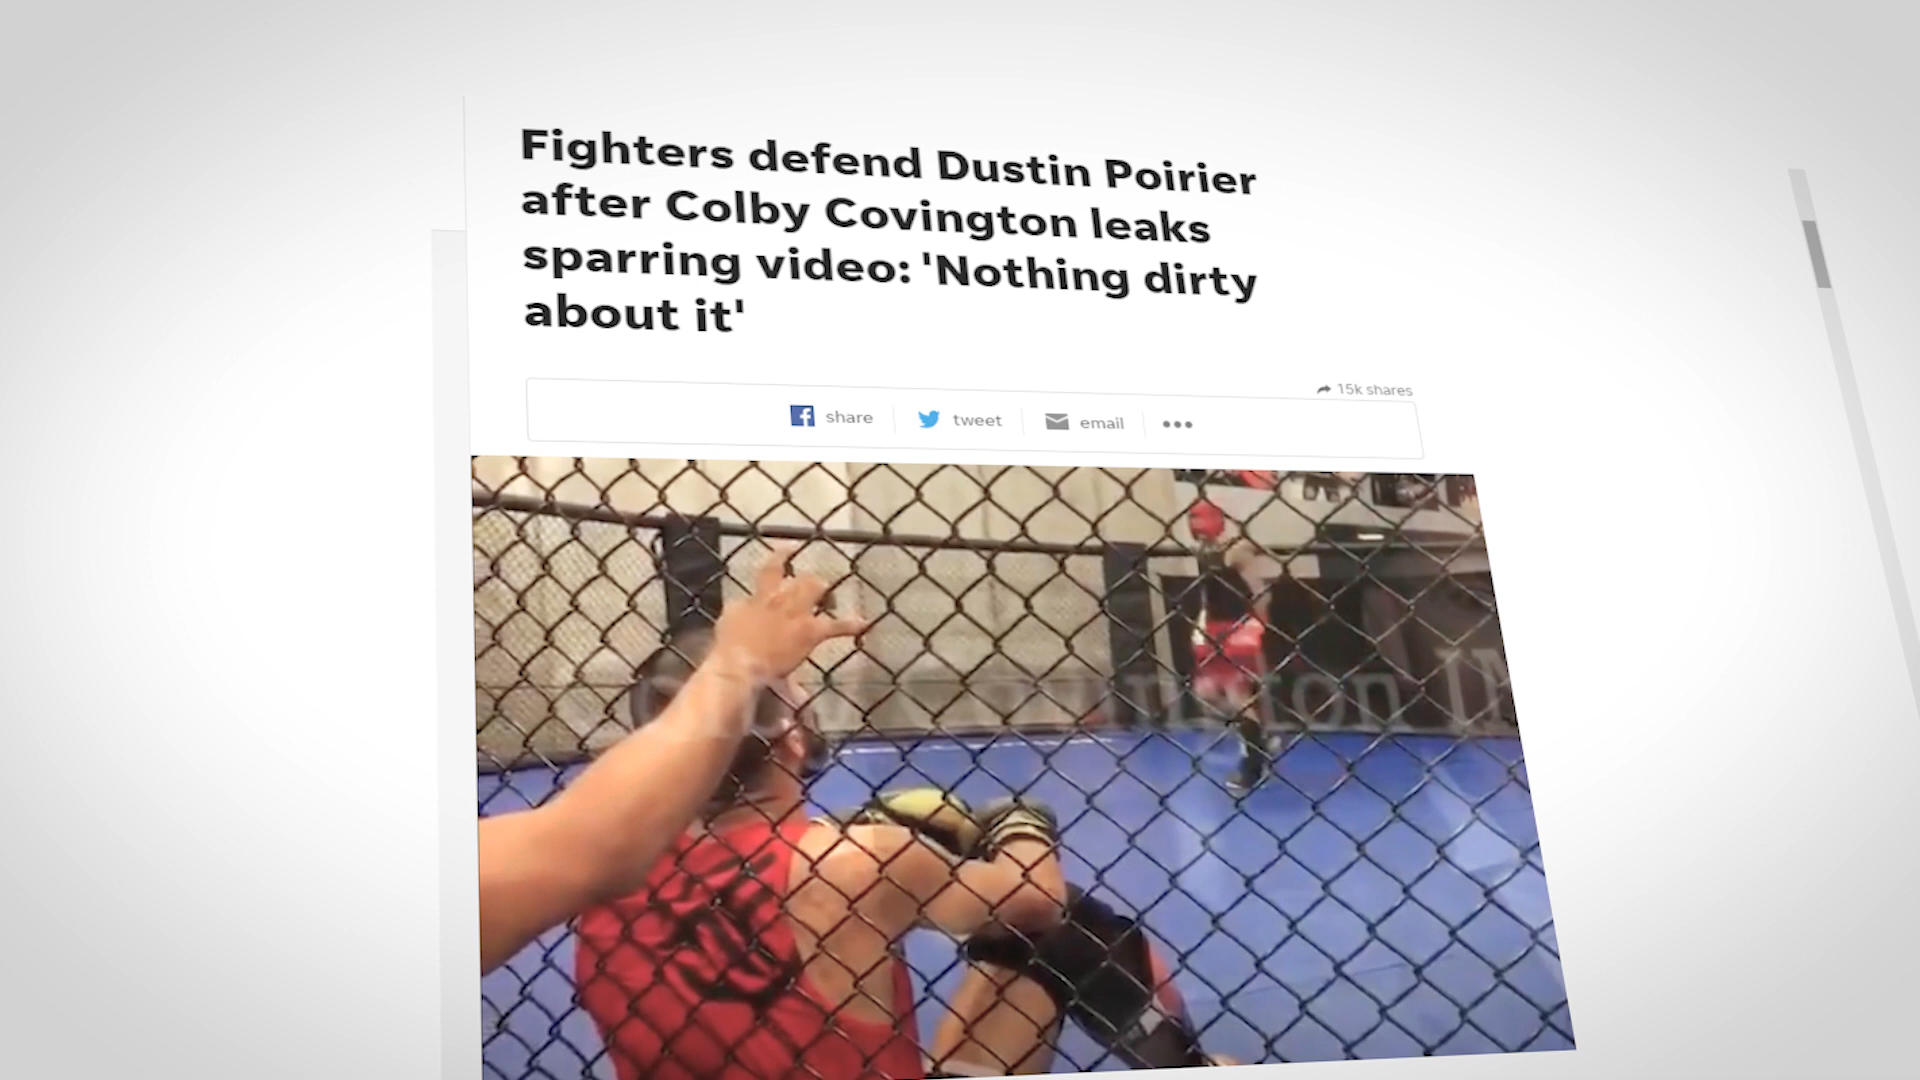 Fighters defend Dustin Poirier
after Colby Covington leaks
sparring video: 'Nothing dirty
about it'
15k shares
share tweet email
Covington